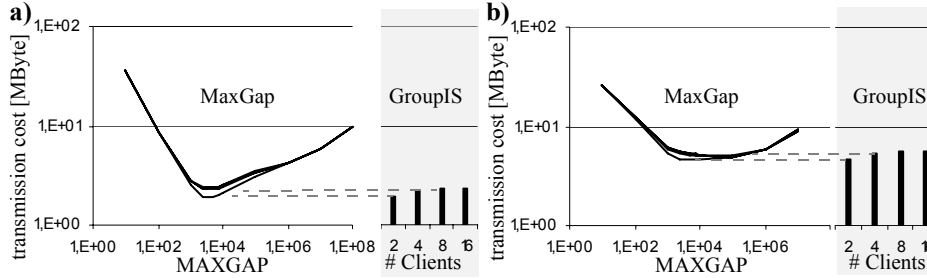 a)
transmission cost [MByte]
1,E+02
1,E+01
1,E+00
MaxGap
GroupIS
1,E+00 1,E+02 1,E+04 1,E+06 1,E+08
MAXGAP
2 4 8 16
# Clients
b)
transmission cost [MByte]
1,E+02
1,E+01
1,E+00
MaxGap
GroupIS
1,E+00 1,E+02 1,E+04 1,E+06
MAXGAP
2 4 8 1
# Clients